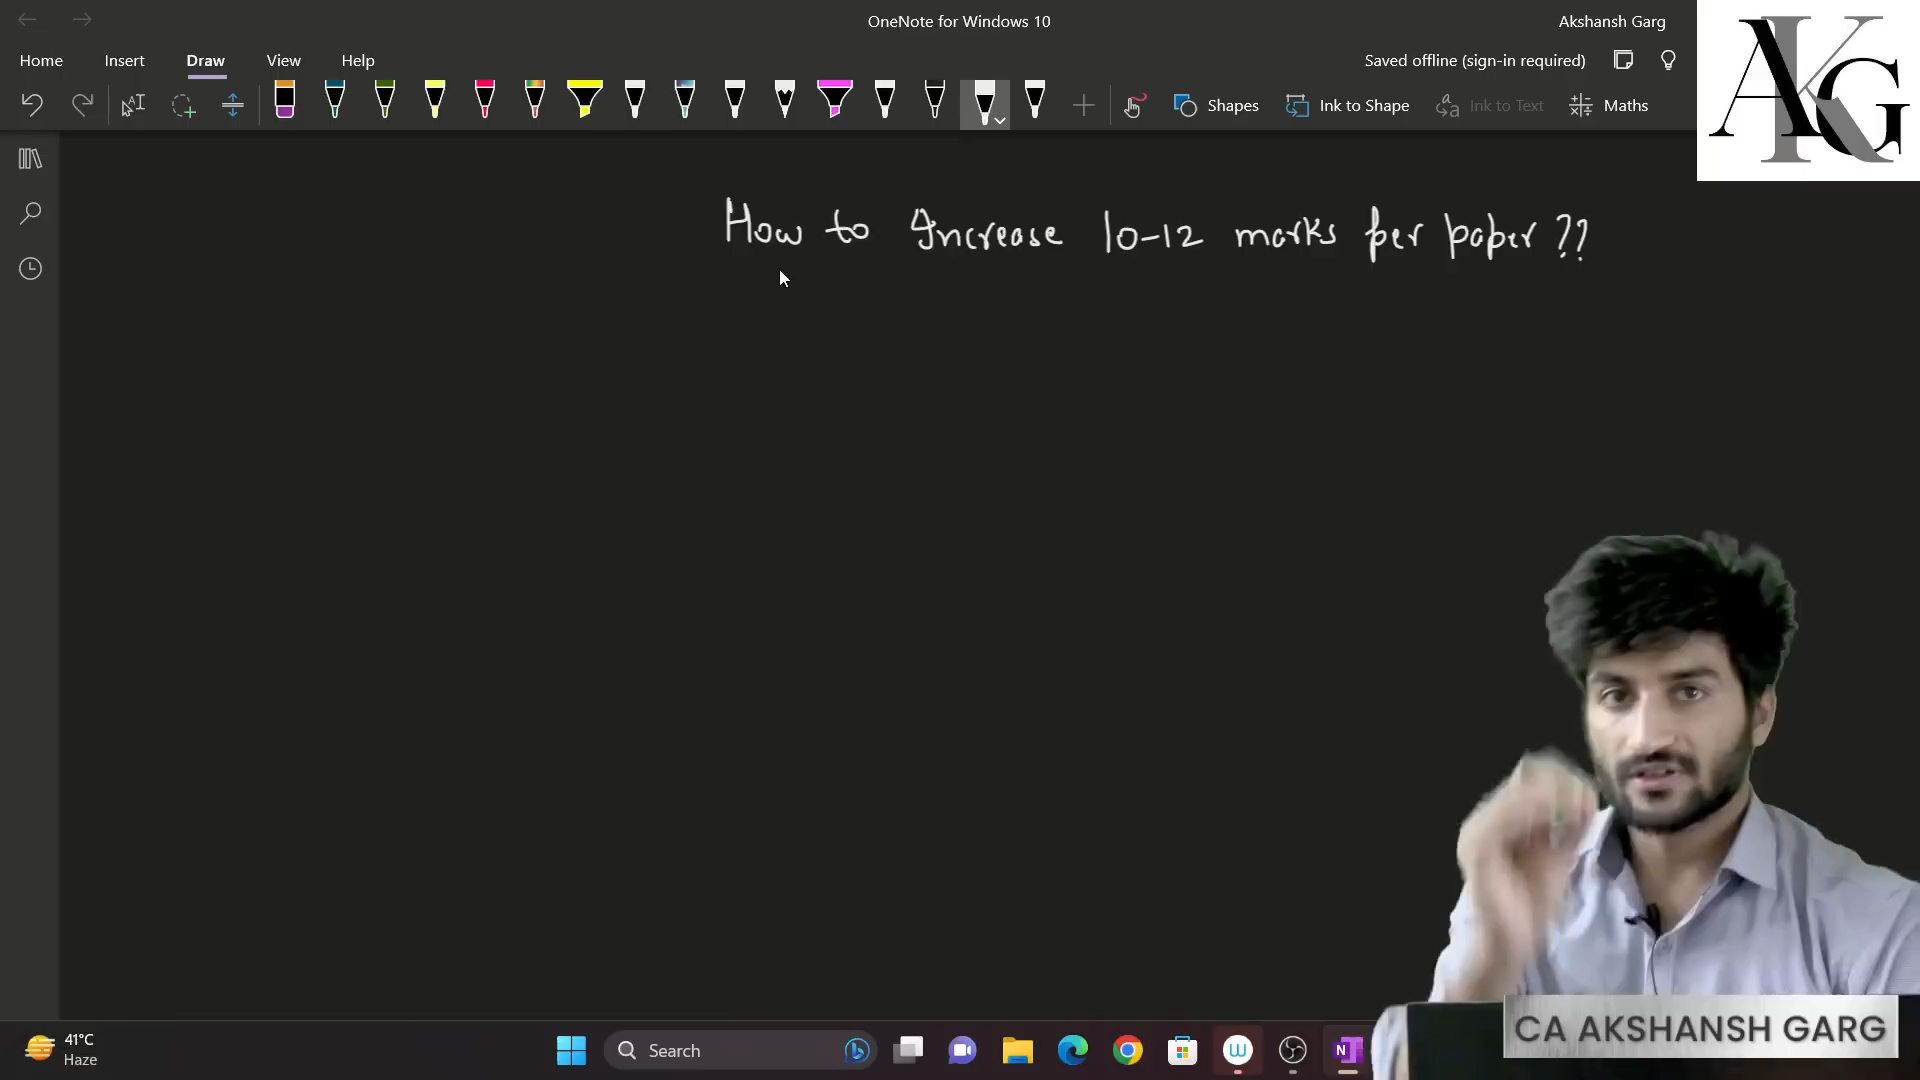 OneNote for Windows 10
Akshansh Garg
Home Insert Draw View Help
Saved offline (sign-in required)
Shapes Ink to Shape Ink to Text Maths
AKG
How to Increase 10-12 marks per paper ??
CA AKSHANSH GARG
41°C
Haze
Search